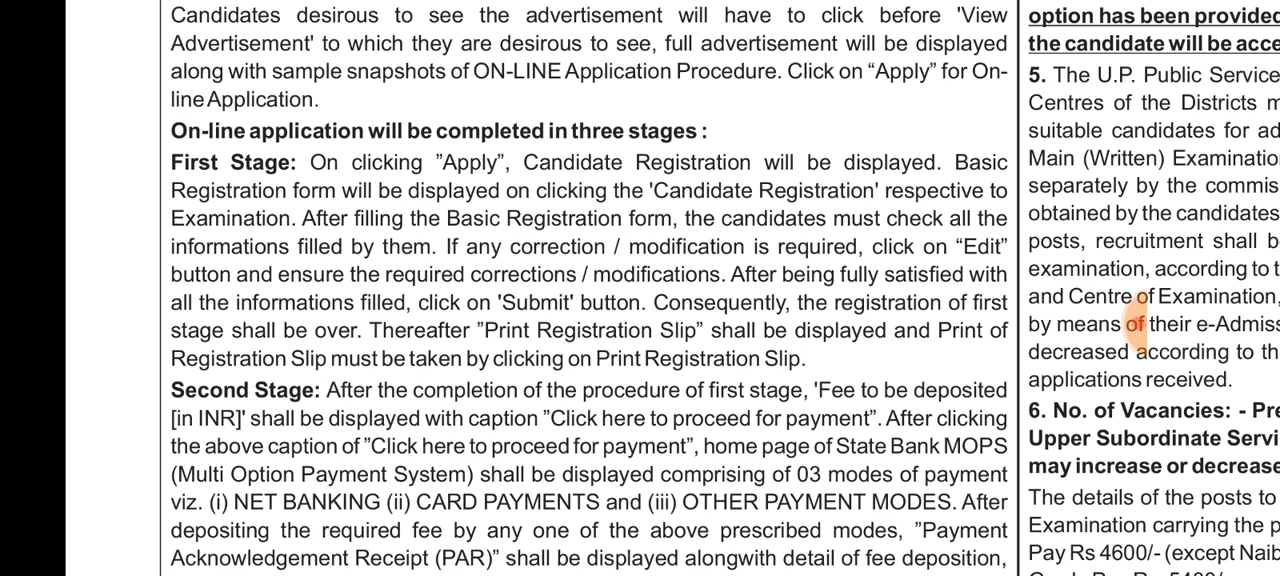 Candidates desirous to see the advertisement will have to click before 'View
Advertisement' to which they are desirous to see, full advertisement will be displayed
along with sample snapshots of ON-LINE Application Procedure. Click on “Apply” for On-
line Application.
On-line application will be completed in three stages :
First Stage: On clicking ”Apply”, Candidate Registration will be displayed. Basic
Registration form will be displayed on clicking the 'Candidate Registration' respective to
Examination. After filling the Basic Registration form, the candidates must check all the
informations filled by them. If any correction / modification is required, click on “Edit”
button and ensure the required corrections / modifications. After being fully satisfied with
all the informations filled, click on 'Submit' button. Consequently, the registration of first
stage shall be over. Thereafter ”Print Registration Slip” shall be displayed and Print of
Registration Slip must be taken by clicking on Print Registration Slip.
Second Stage: After the completion of the procedure of first stage, 'Fee to be deposited
[in INR]' shall be displayed with caption ”Click here to proceed for payment”. After clicking
the above caption of ”Click here to proceed for payment”, home page of State Bank MOPS
(Multi Option Payment System) shall be displayed comprising of 03 modes of payment
viz. (i) NET BANKING (ii) CARD PAYMENTS and (iii) OTHER PAYMENT MODES. After
depositing the required fee by any one of the above prescribed modes, ”Payment
Acknowledgement Receipt (PAR)” shall be displayed alongwith detail of fee deposition,
option has been provided
the candidate will be acce
5. The U.P. Public Service
Centres of the Districts m
suitable candidates for ad
Main (Written) Examinatio
separately by the commis
obtained by the candidates
posts, recruitment shall b
examination, according to t
and Centre of Examination,
by means of their e-Admiss
decreased according to th
applications received.
6. No. of Vacancies: - Pre
Upper Subordinate Servi
may increase or decrease
The details of the posts to
Examination carrying the p
Pay Rs 4600/- (except Naib